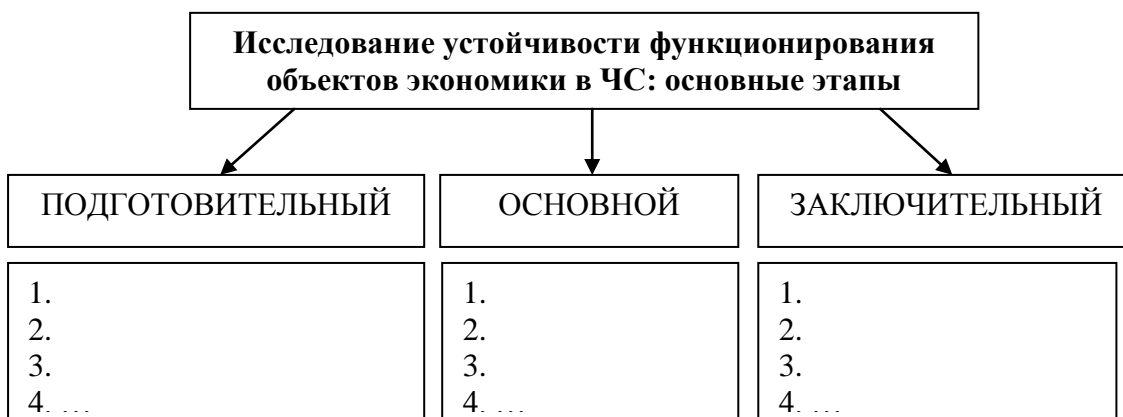 Исследование устойчивости функционирования
объектов экономики в ЧС: основные этапы
ПОДГОТОВИТЕЛЬНЫЙ
ОСНОВНОЙ
ЗАКЛЮЧИТЕЛЬНЫЙ
1.
2.
3.
4. …
1.
2.
3.
4. …
1.
2.
3.
4. …